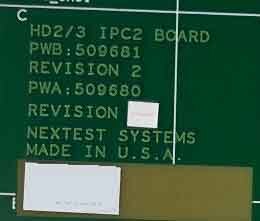 C
HD2/3 IPC2 BOARD
PWB:509681
REVISION 2
PWA:509680
REVISION
NEXTEST SYSTEMS
MADE IN U.S.A.